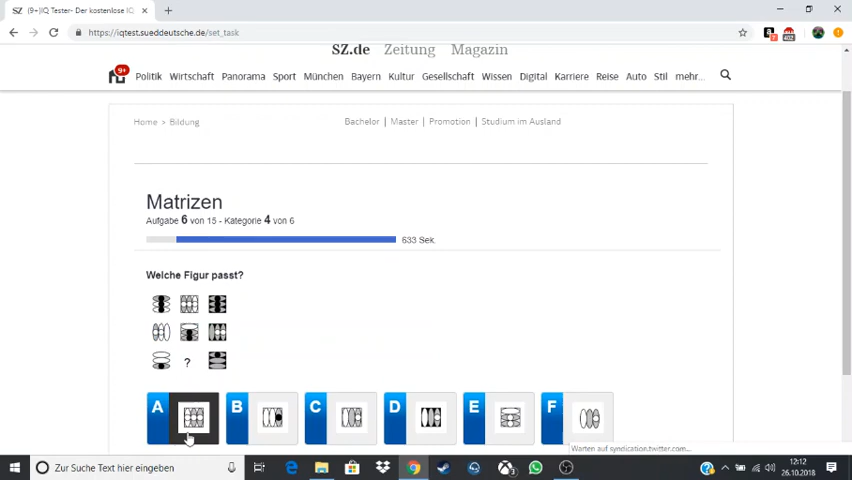 (9+)IQ Tester- Der kostenlose IQ
https://iqtest.sueddeutsche.de/set_task
402
SZ.de Zeitung Magazin
9+
Politik Wirtschaft Panorama Sport München Bayern Kultur Gesellschaft Wissen Digital Karriere Reise Auto Stil mehr...
Home > Bildung Bachelor | Master | Promotion | Studium im Ausland
Matrizen
Aufgabe 6 von 15 - Kategorie 4 von 6
633 Sek.
Welche Figur passt?
?
A B C D E F
Warten auf syndication.twitter.com...
Zur Suche Text hier eingeben
12:12
26.10.2018